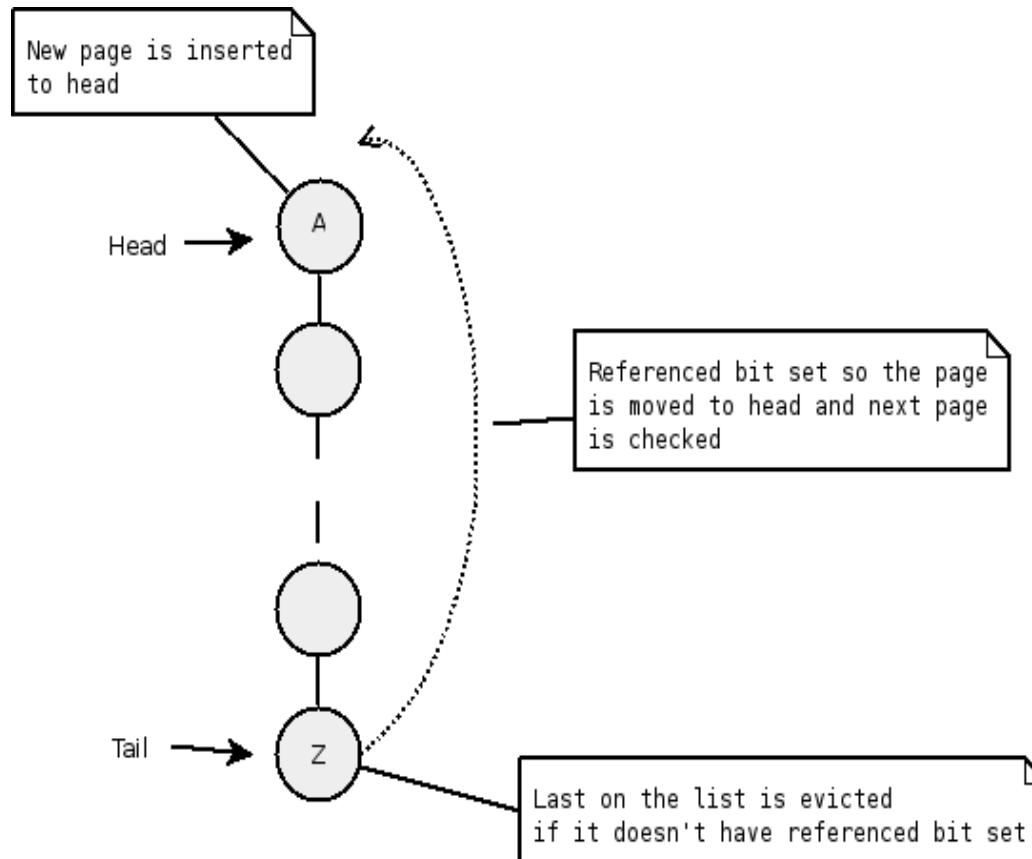 New page is inserted
to head
A
Head
Referenced bit set so the page
is moved to head and next page
is checked
Tail
Z
Last on the list is evicted
if it doesn't have referenced bit set